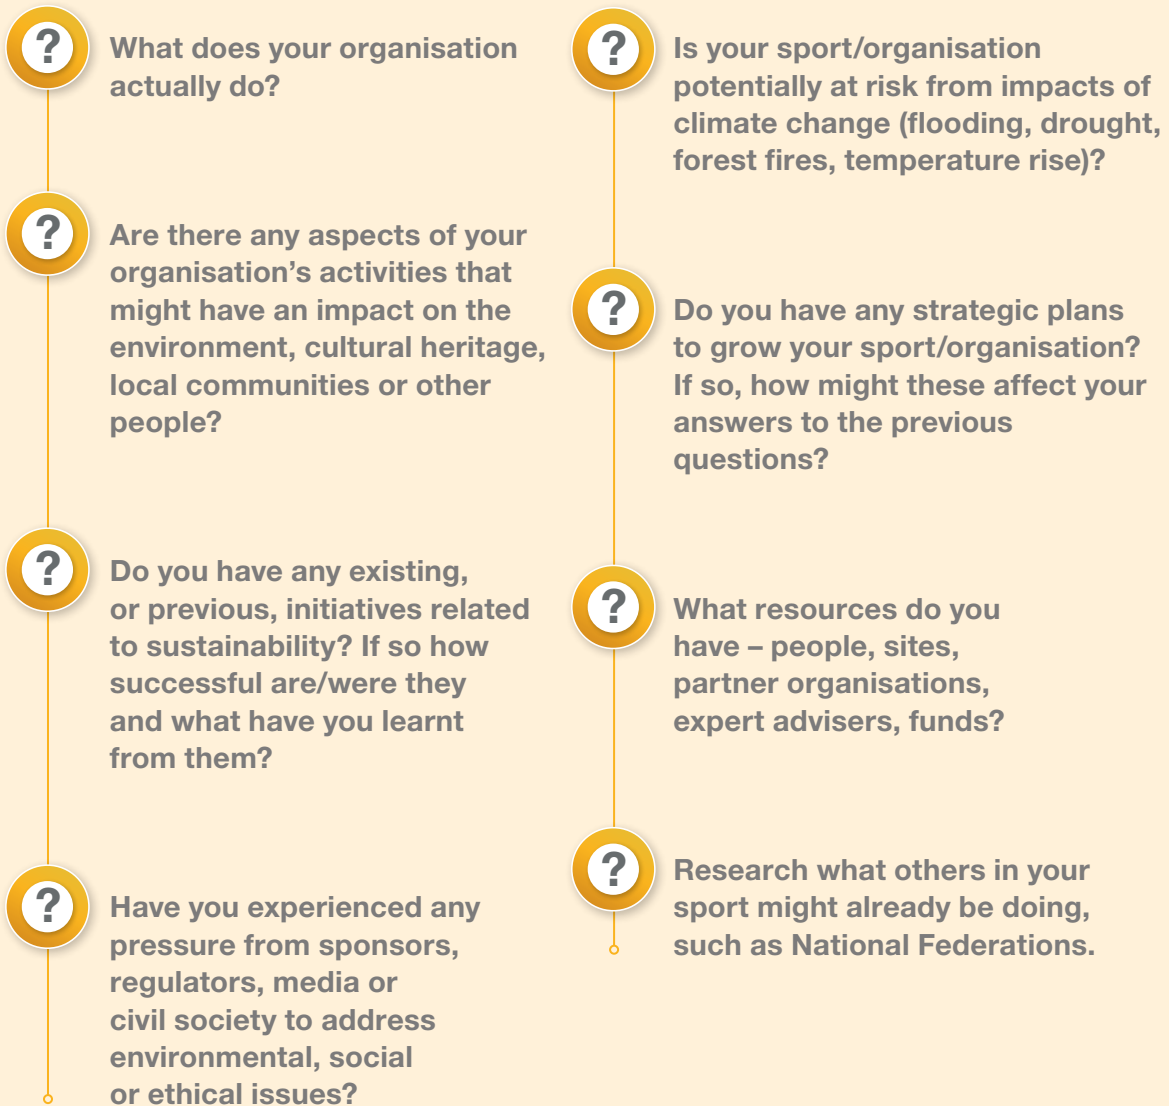 ?
What does your organisation
actually do?
?
Are there any aspects of your
organisation’s activities that
might have an impact on the
environment, cultural heritage,
local communities or other
people?
?
Do you have any existing,
or previous, initiatives related
to sustainability? If so how
successful are/were they
and what have you learnt
from them?
?
Have you experienced any
pressure from sponsors,
regulators, media or
civil society to address
environmental, social
or ethical issues?
?
Is your sport/organisation
potentially at risk from impacts of
climate change (flooding, drought,
forest fires, temperature rise)?
?
Do you have any strategic plans
to grow your sport/organisation?
If so, how might these affect your
answers to the previous
questions?
?
What resources do you
have – people, sites,
partner organisations,
expert advisers, funds?
?
Research what others in your
sport might already be doing,
such as National Federations.